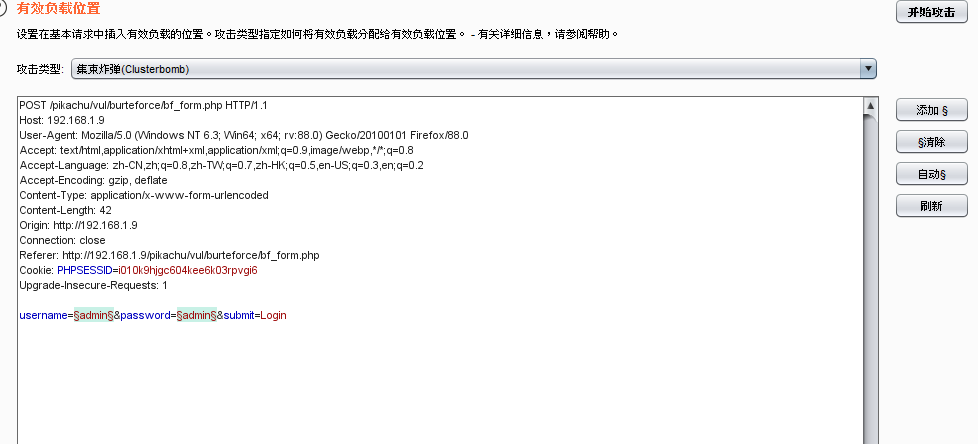 有效负载位置
开始攻击
设置在基本请求中插入有效负载的位置。攻击类型指定如何将有效负载分配给有效负载位置。 - 有关详细信息，请参阅帮助。
攻击类型: 集束炸弹(Clusterbomb)
POST /pikachu/vul/burteforce/bf_form.php HTTP/1.1
Host: 192.168.1.9
User-Agent: Mozilla/5.0 (Windows NT 6.3; Win64; x64; rv:88.0) Gecko/20100101 Firefox/88.0
Accept: text/html,application/xhtml+xml,application/xml;q=0.9,image/webp,*/*;q=0.8
Accept-Language: zh-CN,zh;q=0.8,zh-TW;q=0.7,zh-HK;q=0.5,en-US;q=0.3,en;q=0.2
Accept-Encoding: gzip, deflate
Content-Type: application/x-www-form-urlencoded
Content-Length: 42
Origin: http://192.168.1.9
Connection: close
Referer: http://192.168.1.9/pikachu/vul/burteforce/bf_form.php
Cookie: PHPSESSID=i010k9hjgc604kee6k03rpvgi6
Upgrade-Insecure-Requests: 1
username=§admin§&password=§admin§&submit=Login
添加 §
§清除
自动§
刷新